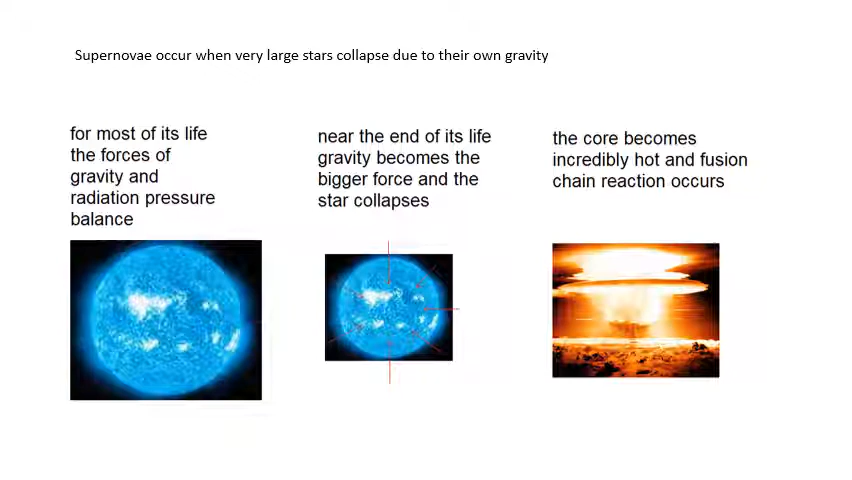 Supernovae occur when very large stars collapse due to their own gravity
for most of its life
the forces of
gravity and
radiation pressure
balance
near the end of its life
gravity becomes the
bigger force and the
star collapses
the core becomes
incredibly hot and fusion
chain reaction occurs